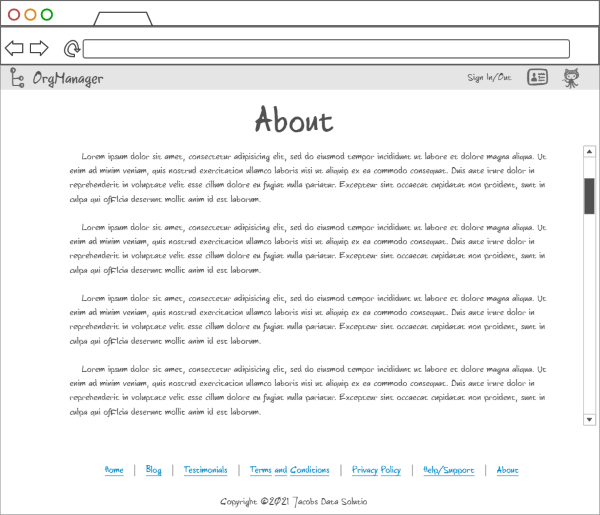 OrgManager Sign In/Out
About
Lorem ipsum dolor sit amet, consectetur adipisicing elit, sed do eiusmod tempor incididunt ut labore et dolore magna aliqua. Ut
enim ad minim veniam, quis nostrud exercitation ullamco laboris nisi ut aliquip ex ea commodo consequat. Duis aute irure dolor in
reprehenderit in voluptate velit esse cillum dolore eu fugiat nulla pariatur. Excepteur sint occaecat cupidatat non proident, sunt in
culpa qui officia deserunt mollit anim id est laborum.
Lorem ipsum dolor sit amet, consectetur adipisicing elit, sed do eiusmod tempor incididunt ut labore et dolore magna aliqua. Ut
enim ad minim veniam, quis nostrud exercitation ullamco laboris nisi ut aliquip ex ea commodo consequat. Duis aute irure dolor in
reprehenderit in voluptate velit esse cillum dolore eu fugiat nulla pariatur. Excepteur sint occaecat cupidatat non proident, sunt in
culpa qui officia deserunt mollit anim id est laborum.
Lorem ipsum dolor sit amet, consectetur adipisicing elit, sed do eiusmod tempor incididunt ut labore et dolore magna aliqua. Ut
enim ad minim veniam, quis nostrud exercitation ullamco laboris nisi ut aliquip ex ea commodo consequat. Duis aute irure dolor in
reprehenderit in voluptate velit esse cillum dolore eu fugiat nulla pariatur. Excepteur sint occaecat cupidatat non proident, sunt in
culpa qui officia deserunt mollit anim id est laborum.
Lorem ipsum dolor sit amet, consectetur adipisicing elit, sed do eiusmod tempor incididunt ut labore et dolore magna aliqua. Ut
enim ad minim veniam, quis nostrud exercitation ullamco laboris nisi ut aliquip ex ea commodo consequat. Duis aute irure dolor in
reprehenderit in voluptate velit esse cillum dolore eu fugiat nulla pariatur. Excepteur sint occaecat cupidatat non proident, sunt in
culpa qui officia deserunt mollit anim id est laborum.
Home | Blog | Testimonials | Terms and Conditions | Privacy Policy | Help/Support | About
Copyright ©2021 Jacobs Data Solutio